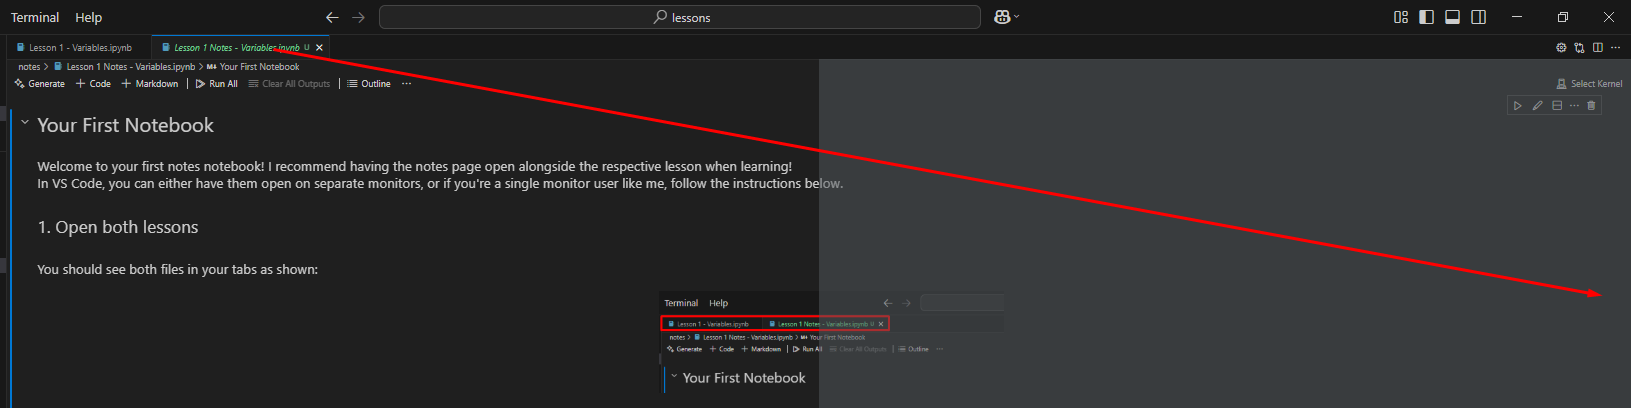 Terminal Help lessons
Lesson 1 - Variables.ipynb Lesson 1 Notes - Variables.ipynb U
notes > Lesson 1 Notes - Variables.ipynb > M↓ Your First Notebook
Generate + Code + Markdown | Run All Clear All Outputs | Outline ... Select Kernel
Your First Notebook
Welcome to your first notes notebook! I recommend having the notes page open alongside the respective lesson when learning!
In VS Code, you can either have them open on separate monitors, or if you're a single monitor user like me, follow the instructions below.
1. Open both lessons
You should see both files in your tabs as shown:
Terminal Help
Lesson 1 - Variables.ipynb Lesson 1 Notes - Variables.ipynb U
notes > Lesson 1 Notes - Variables.ipynb > M↓ Your First Notebook
Generate + Code + Markdown | Run All Clear All Outputs | Outline ...
Your First Notebook